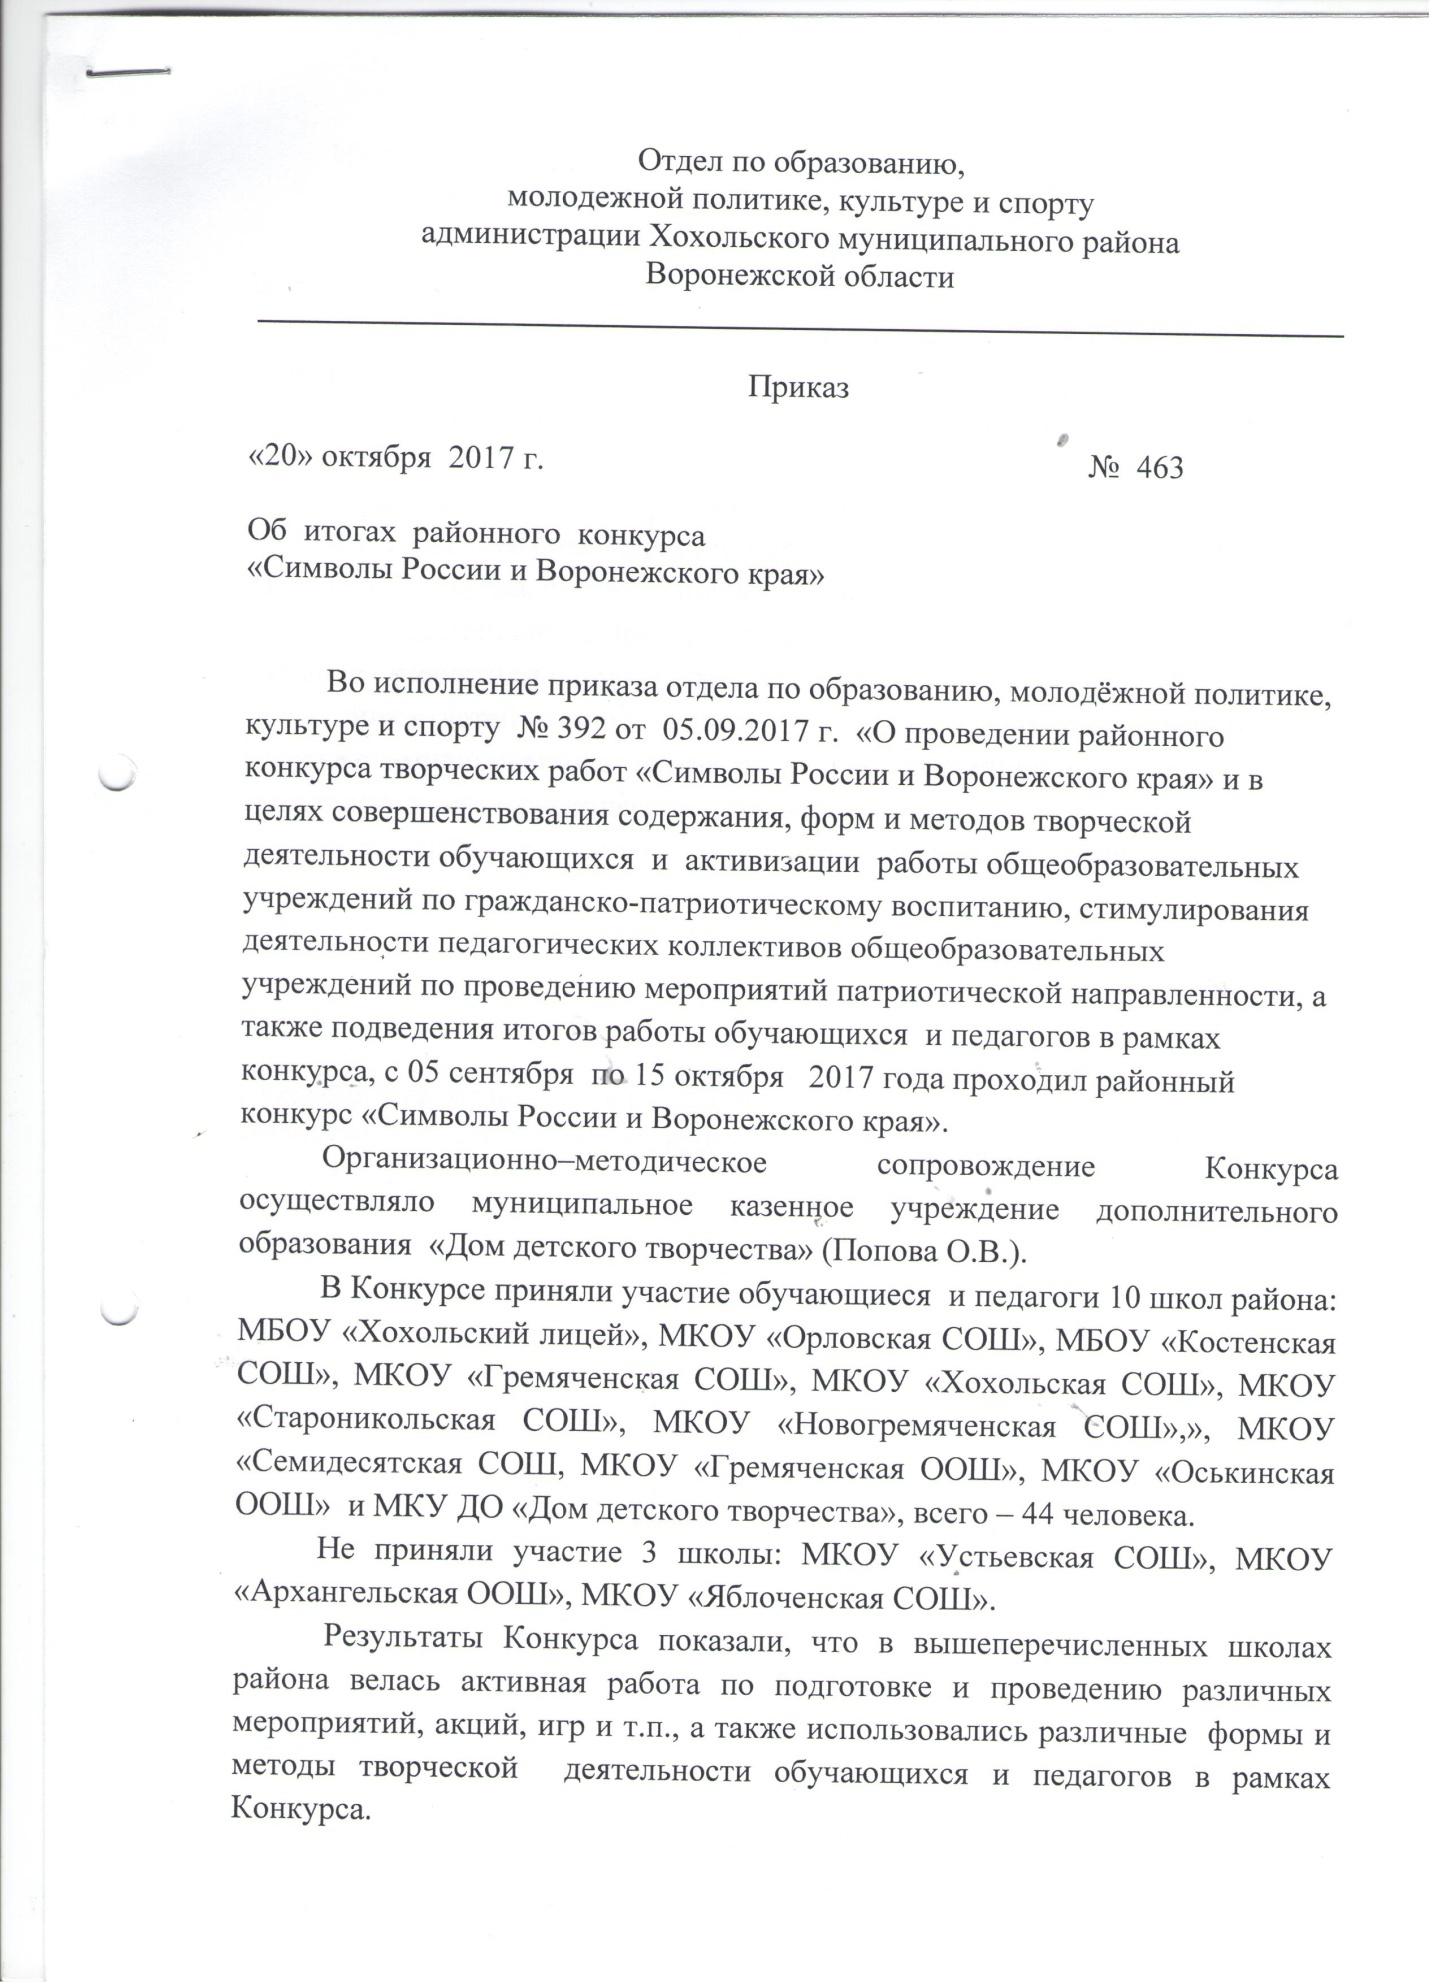 Отдел по образованию,
молодежной политике, культуре и спорту
администрации Хохольского муниципального района
Воронежской области
Приказ
«20» октября 2017 г. № 463
Об итогах районного конкурса
«Символы России и Воронежского края»
Во исполнение приказа отдела по образованию, молодёжной политике,
культуре и спорту № 392 от 05.09.2017 г. «О проведении районного
конкурса творческих работ «Символы России и Воронежского края» и в
целях совершенствования содержания, форм и методов творческой
деятельности обучающихся и активизации работы общеобразовательных
учреждений по гражданско-патриотическому воспитанию, стимулирования
деятельности педагогических коллективов общеобразовательных
учреждений по проведению мероприятий патриотической направленности, а
также подведения итогов работы обучающихся и педагогов в рамках
конкурса, с 05 сентября по 15 октября 2017 года проходил районный
конкурс «Символы России и Воронежского края».
Организационно–методическое сопровождение Конкурса
осуществляло муниципальное казенное учреждение дополнительного
образования «Дом детского творчества» (Попова О.В.).
В Конкурсе приняли участие обучающиеся и педагоги 10 школ района:
МБОУ «Хохольский лицей», МКОУ «Орловская СОШ», МБОУ «Костенская
СОШ», МКОУ «Гремяченская СОШ», МКОУ «Хохольская СОШ», МКОУ
«Староникольская СОШ», МКОУ «Новогремяченская СОШ»,», МКОУ
«Семидесятская СОШ, МКОУ «Гремяченская ООШ», МКОУ «Оськинская
ООШ» и МКУ ДО «Дом детского творчества», всего – 44 человека.
Не приняли участие 3 школы: МКОУ «Устьевская СОШ», МКОУ
«Архангельская ООШ», МКОУ «Яблоченская СОШ».
Результаты Конкурса показали, что в вышеперечисленных школах
района велась активная работа по подготовке и проведению различных
мероприятий, акций, игр и т.п., а также использовались различные формы и
методы творческой деятельности обучающихся и педагогов в рамках
Конкурса.